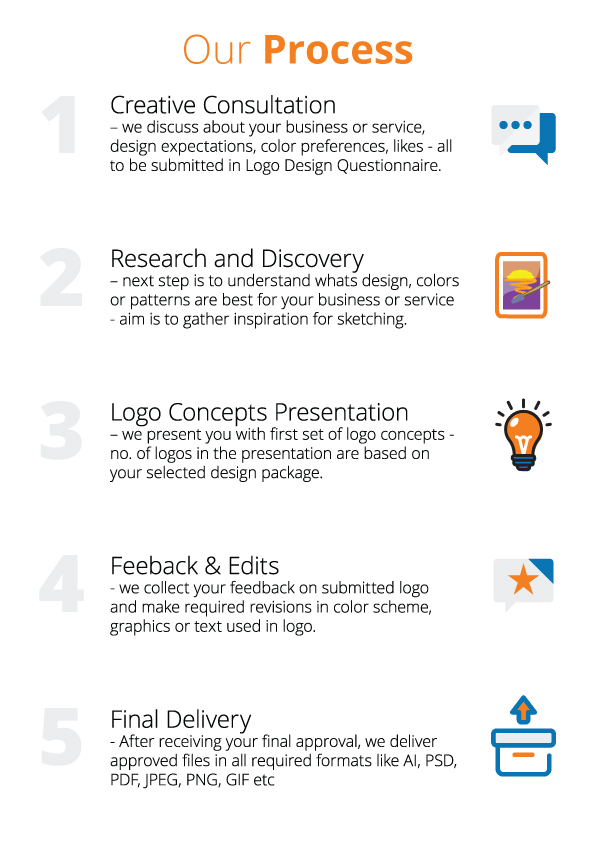 Our Process
1
Creative Consultation
– we discuss about your business or service,
design expectations, color preferences, likes - all
to be submitted in Logo Design Questionnaire.
2
Research and Discovery
– next step is to understand whats design, colors
or patterns are best for your business or service
- aim is to gather inspiration for sketching.
3
Logo Concepts Presentation
– we present you with first set of logo concepts -
no. of logos in the presentation are based on
your selected design package.
4
Feeback & Edits
- we collect your feedback on submitted logo
and make required revisions in color scheme,
graphics or text used in logo.
5
Final Delivery
- After receiving your final approval, we deliver
approved files in all required formats like AI, PSD,
PDF, JPEG, PNG, GIF etc